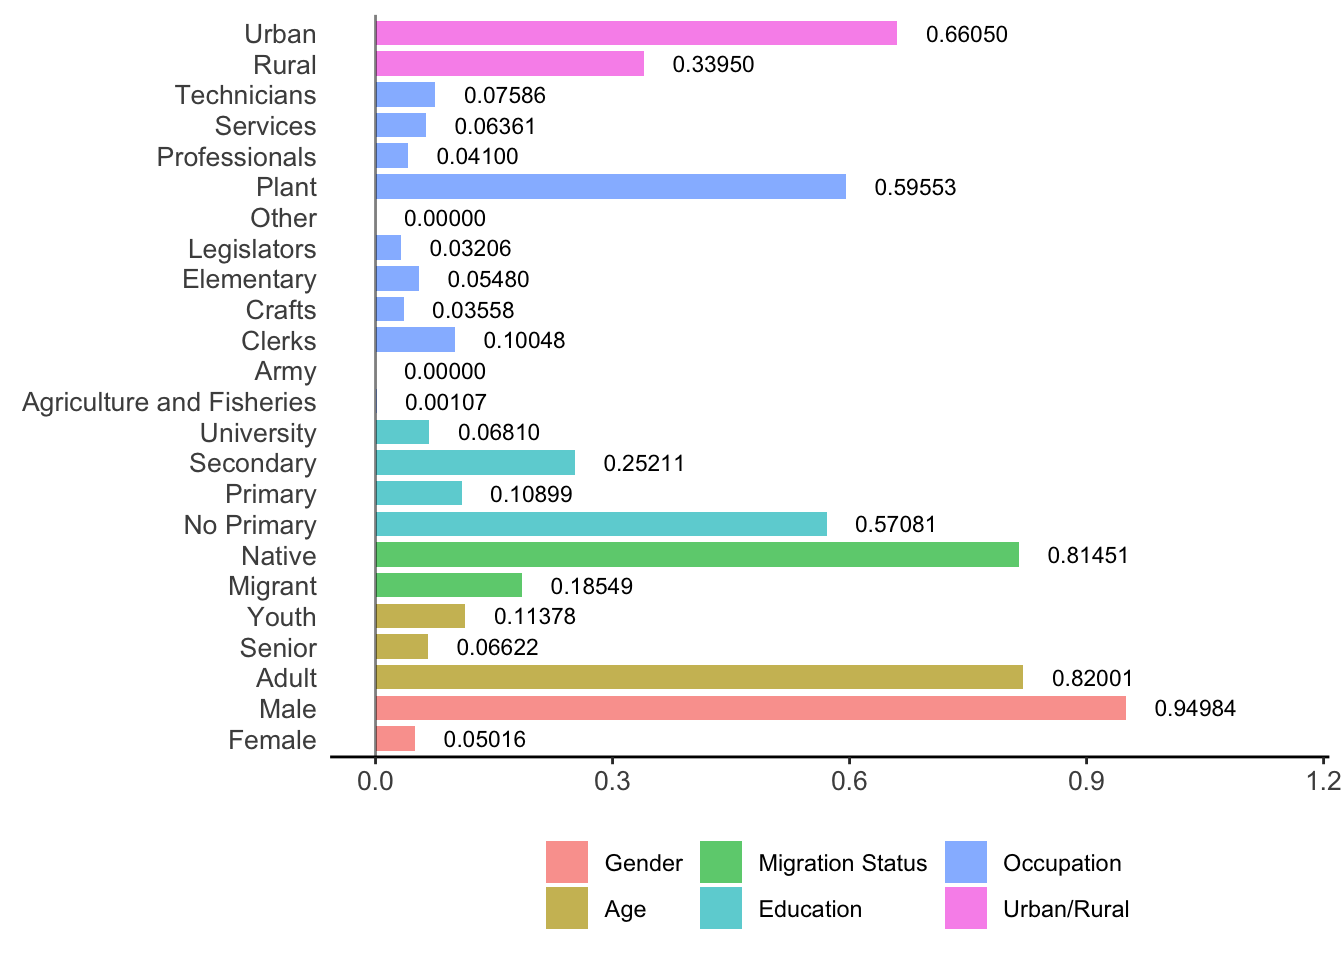 Urban 0.66050
Rural 0.33950
Technicians 0.07586
Services 0.06361
Professionals 0.04100
Plant 0.59553
Other 0.00000
Legislators 0.03206
Elementary 0.05480
Crafts 0.03558
Clerks 0.10048
Army 0.00000
Agriculture and Fisheries 0.00107
University 0.06810
Secondary 0.25211
Primary 0.10899
No Primary 0.57081
Native 0.81451
Migrant 0.18549
Youth 0.11378
Senior 0.06622
Adult 0.82001
Male 0.94984
Female 0.05016
0.0 0.3 0.6 0.9 1.2
Gender Migration Status Occupation
Age Education Urban/Rural